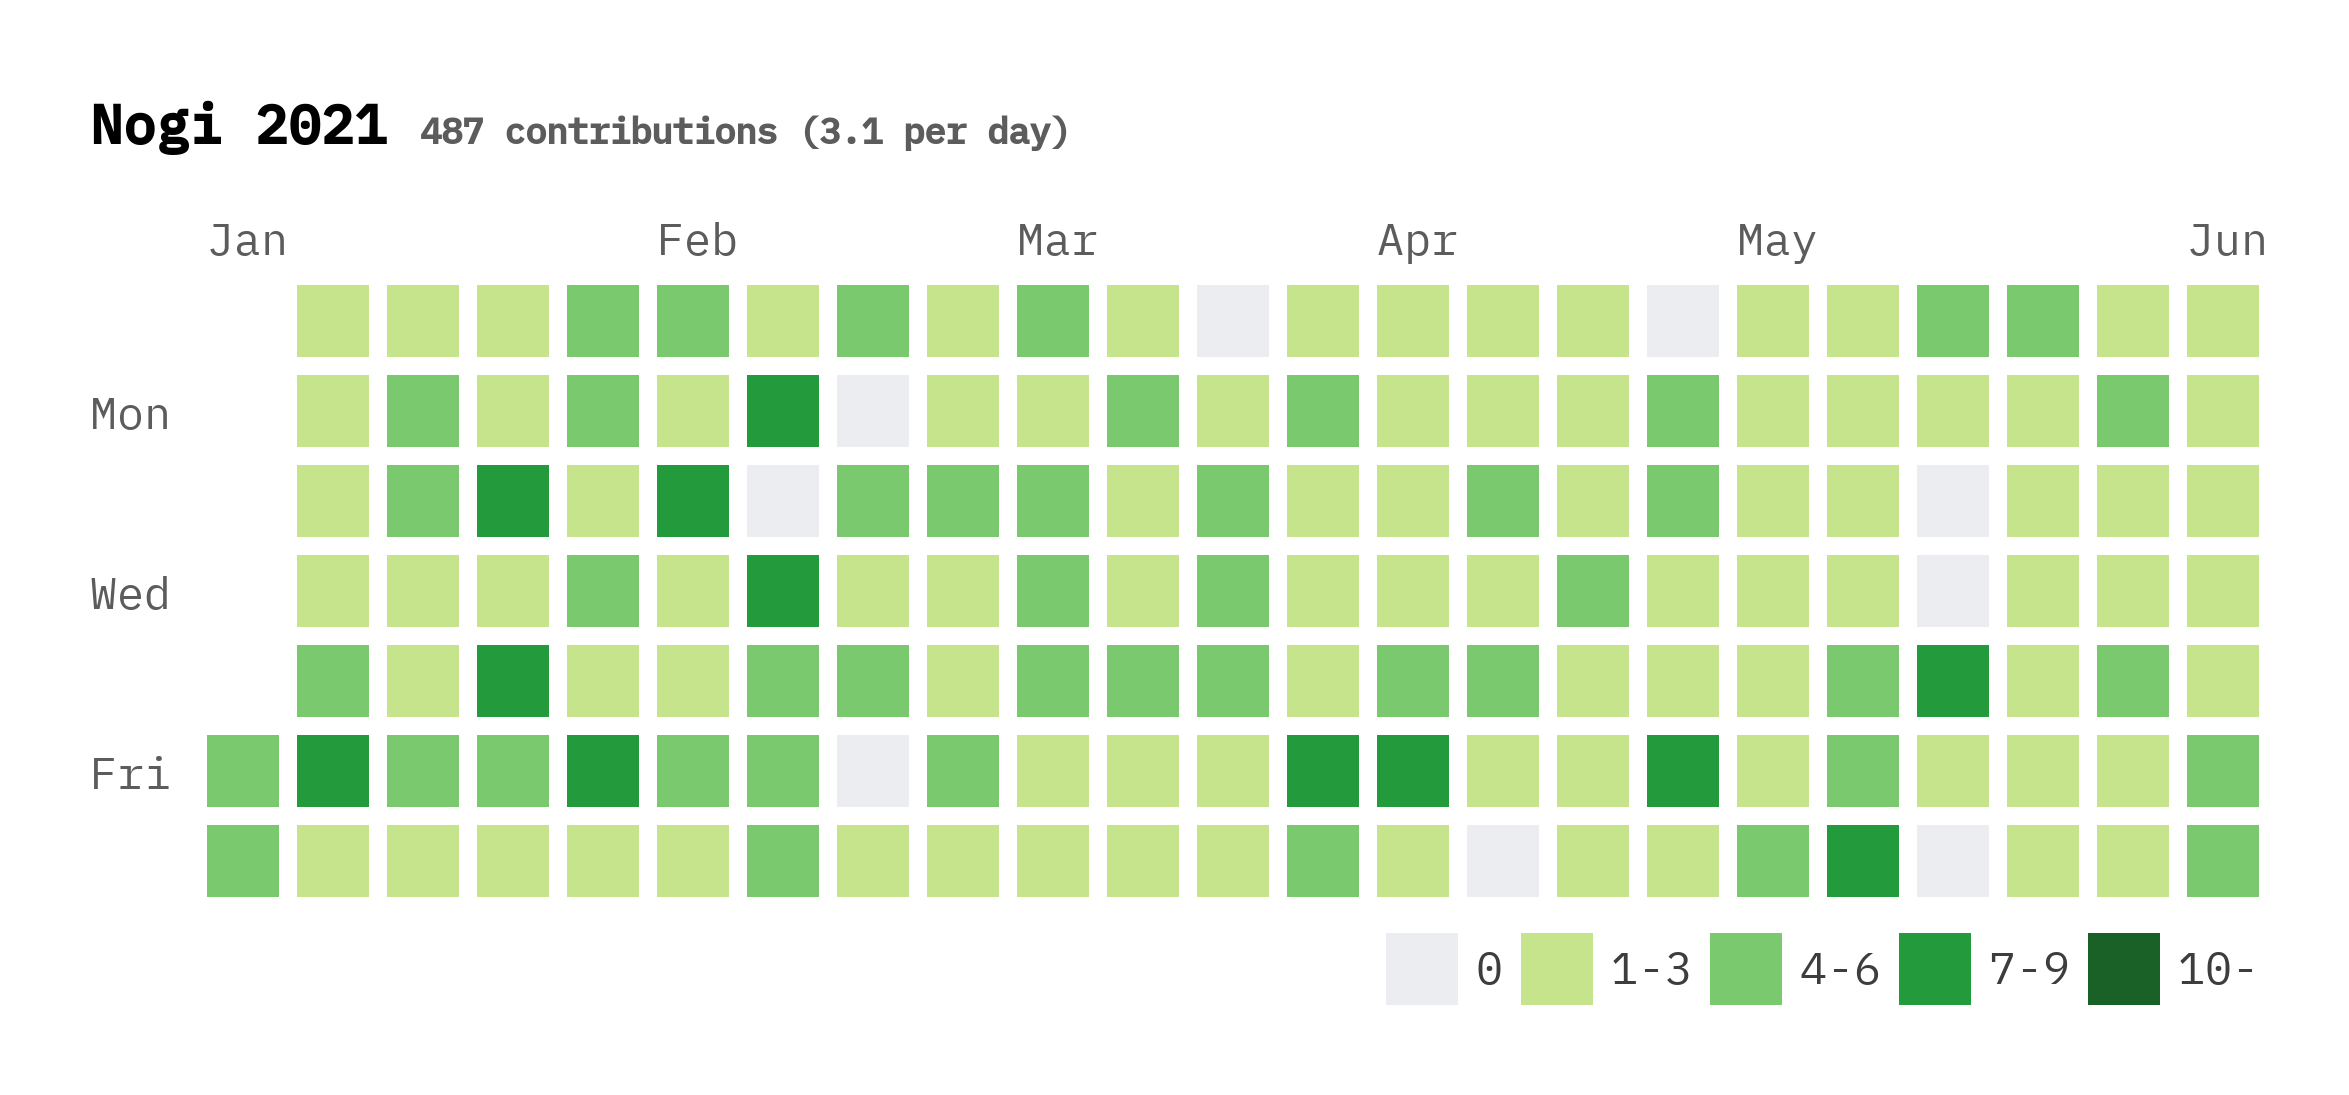 Nogi 2021 487 contributions (3.1 per day)
Jan Feb Mar Apr May Jun
Mon
Wed
Fri
0 1-3 4-6 7-9 10-